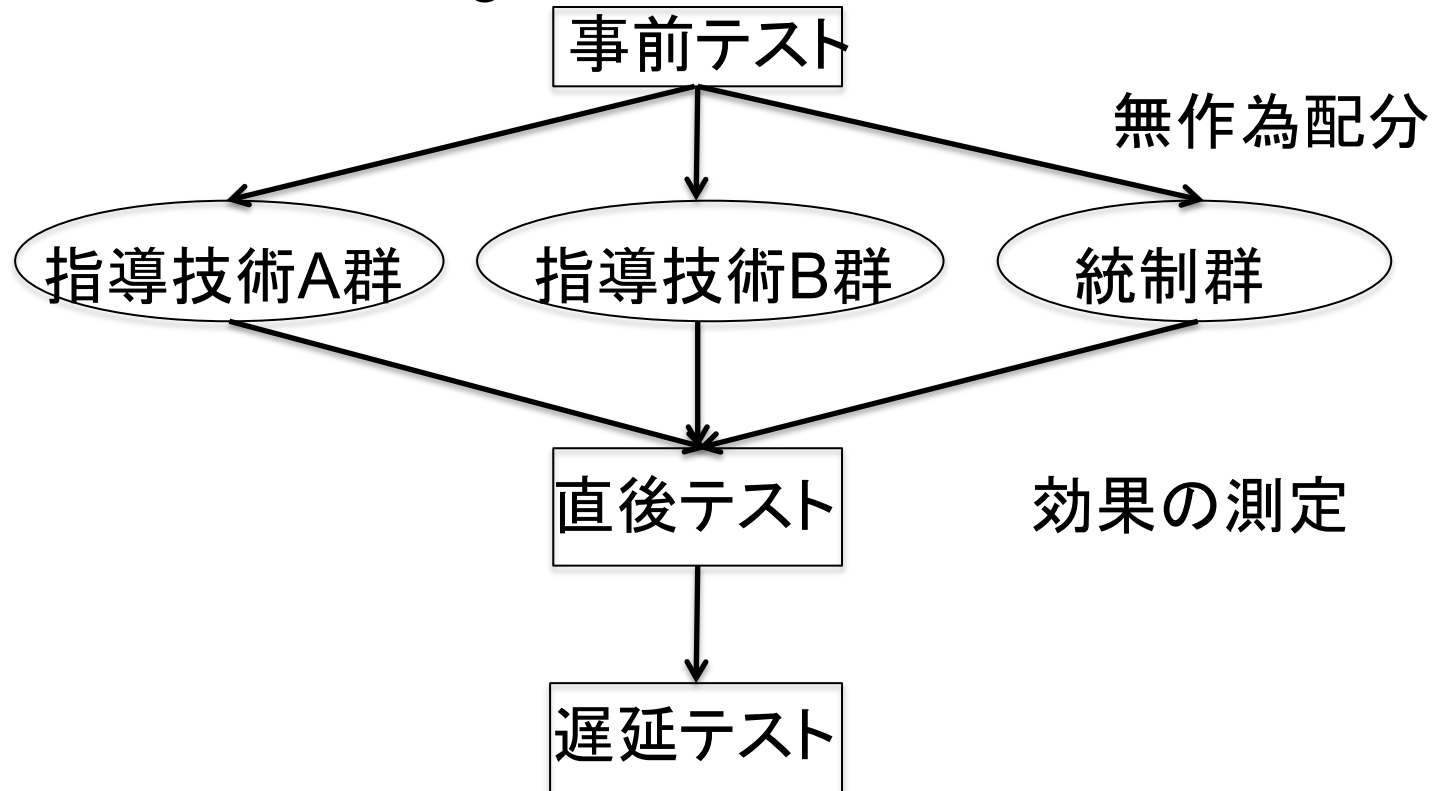 事前テスト
無作為配分
指導技術A群
指導技術B群
統制群
直後テスト
効果の測定
遅延テスト